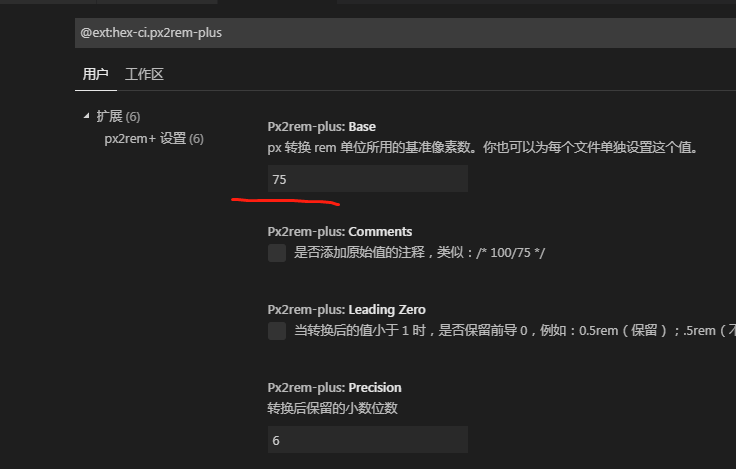 @ext:hex-ci.px2rem-plus
用户 工作区
扩展 (6)
px2rem+ 设置 (6)
Px2rem-plus: Base
px 转换 rem 单位所用的基准像素数。你也可以为每个文件单独设置这个值。
75
Px2rem-plus: Comments
是否添加原始值的注释，类似：/* 100/75 */
Px2rem-plus: Leading Zero
当转换后的值小于 1 时，是否保留前导 0，例如：0.5rem（保留）；.5rem（不
Px2rem-plus: Precision
转换后保留的小数位数
6